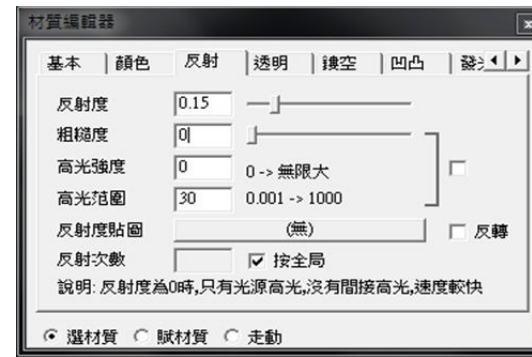 材質編輯器
基本 顏色 反射 透明 鏤空 凹凸 發
反射度 0.15
粗糙度 0
高光強度 0 0 -> 無限大
高光范圍 30 0.001 -> 1000
反射度貼圖 (無) 反轉
反射次數 按全局
說明: 反射度為0時,只有光源高光,沒有間接高光,速度較快
選材質 賦材質 走動